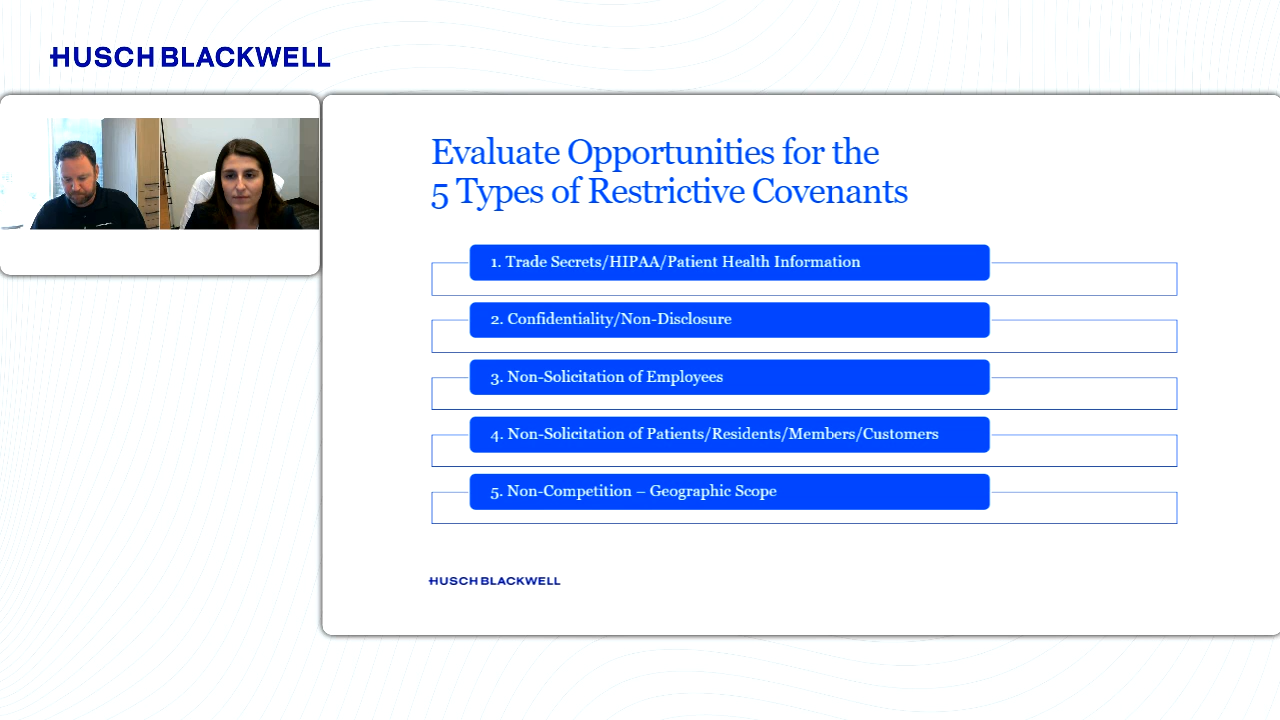 HUSCH BLACKWELL
Evaluate Opportunities for the
5 Types of Restrictive Covenants
1. Trade Secrets/HIPAA/Patient Health Information
2. Confidentiality/Non-Disclosure
3. Non-Solicitation of Employees
4. Non-Solicitation of Patients/Residents/Members/Customers
5. Non-Competition – Geographic Scope
HUSCH BLACKWELL